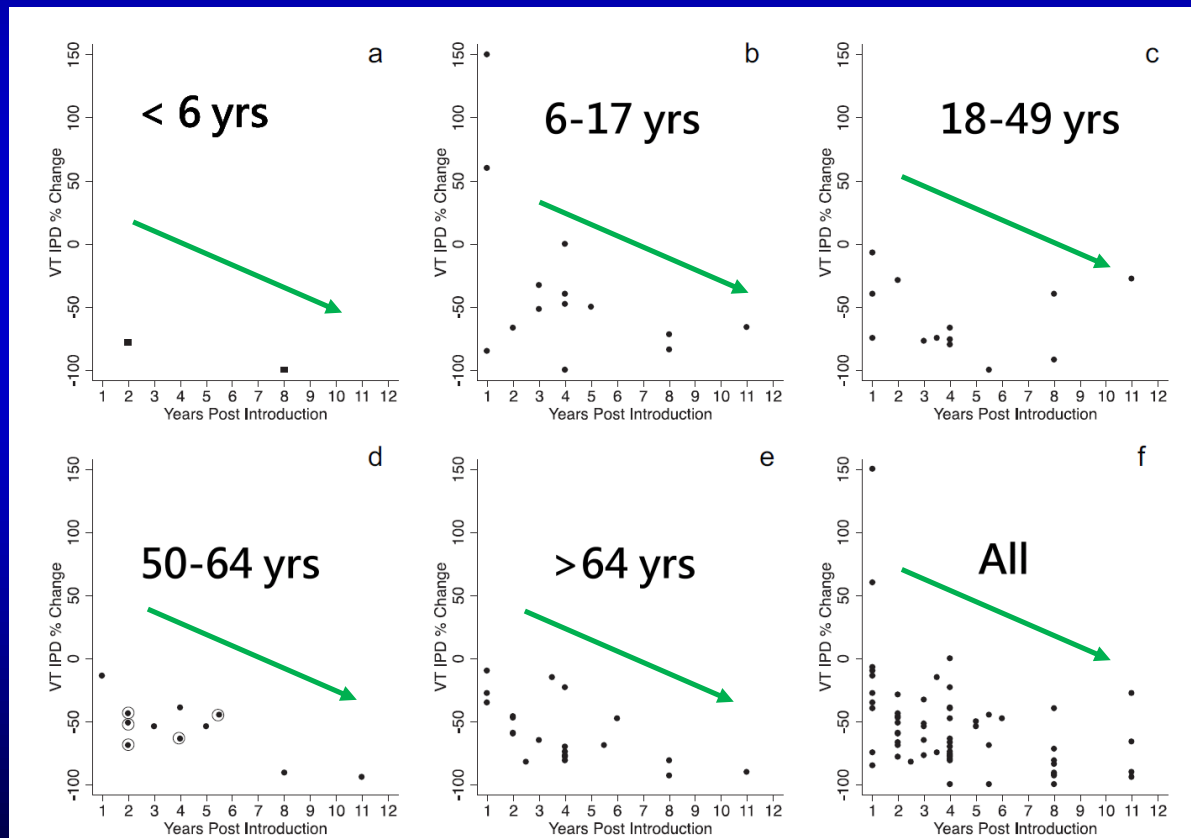 a
< 6 yrs
150
100
50
0
-50
-100
VT IPD % Change
1 2 3 4 5 6 7 8 9 10 11 12
Years Post Introduction
b
6-17 yrs
150
100
50
0
-50
-100
VT IPD % Change
1 2 3 4 5 6 7 8 9 10 11 12
Years Post Introduction
c
18-49 yrs
150
100
50
0
-50
-100
VT IPD % Change
1 2 3 4 5 6 7 8 9 10 11 12
Years Post Introduction
d
50-64 yrs
150
100
50
0
-50
-100
VT IPD % Change
1 2 3 4 5 6 7 8 9 10 11 12
Years Post Introduction
e
>64 yrs
150
100
50
0
-50
-100
VT IPD % Change
1 2 3 4 5 6 7 8 9 10 11 12
Years Post Introduction
f
All
150
100
50
0
-50
-100
VT IPD % Change
1 2 3 4 5 6 7 8 9 10 11 12
Years Post Introduction